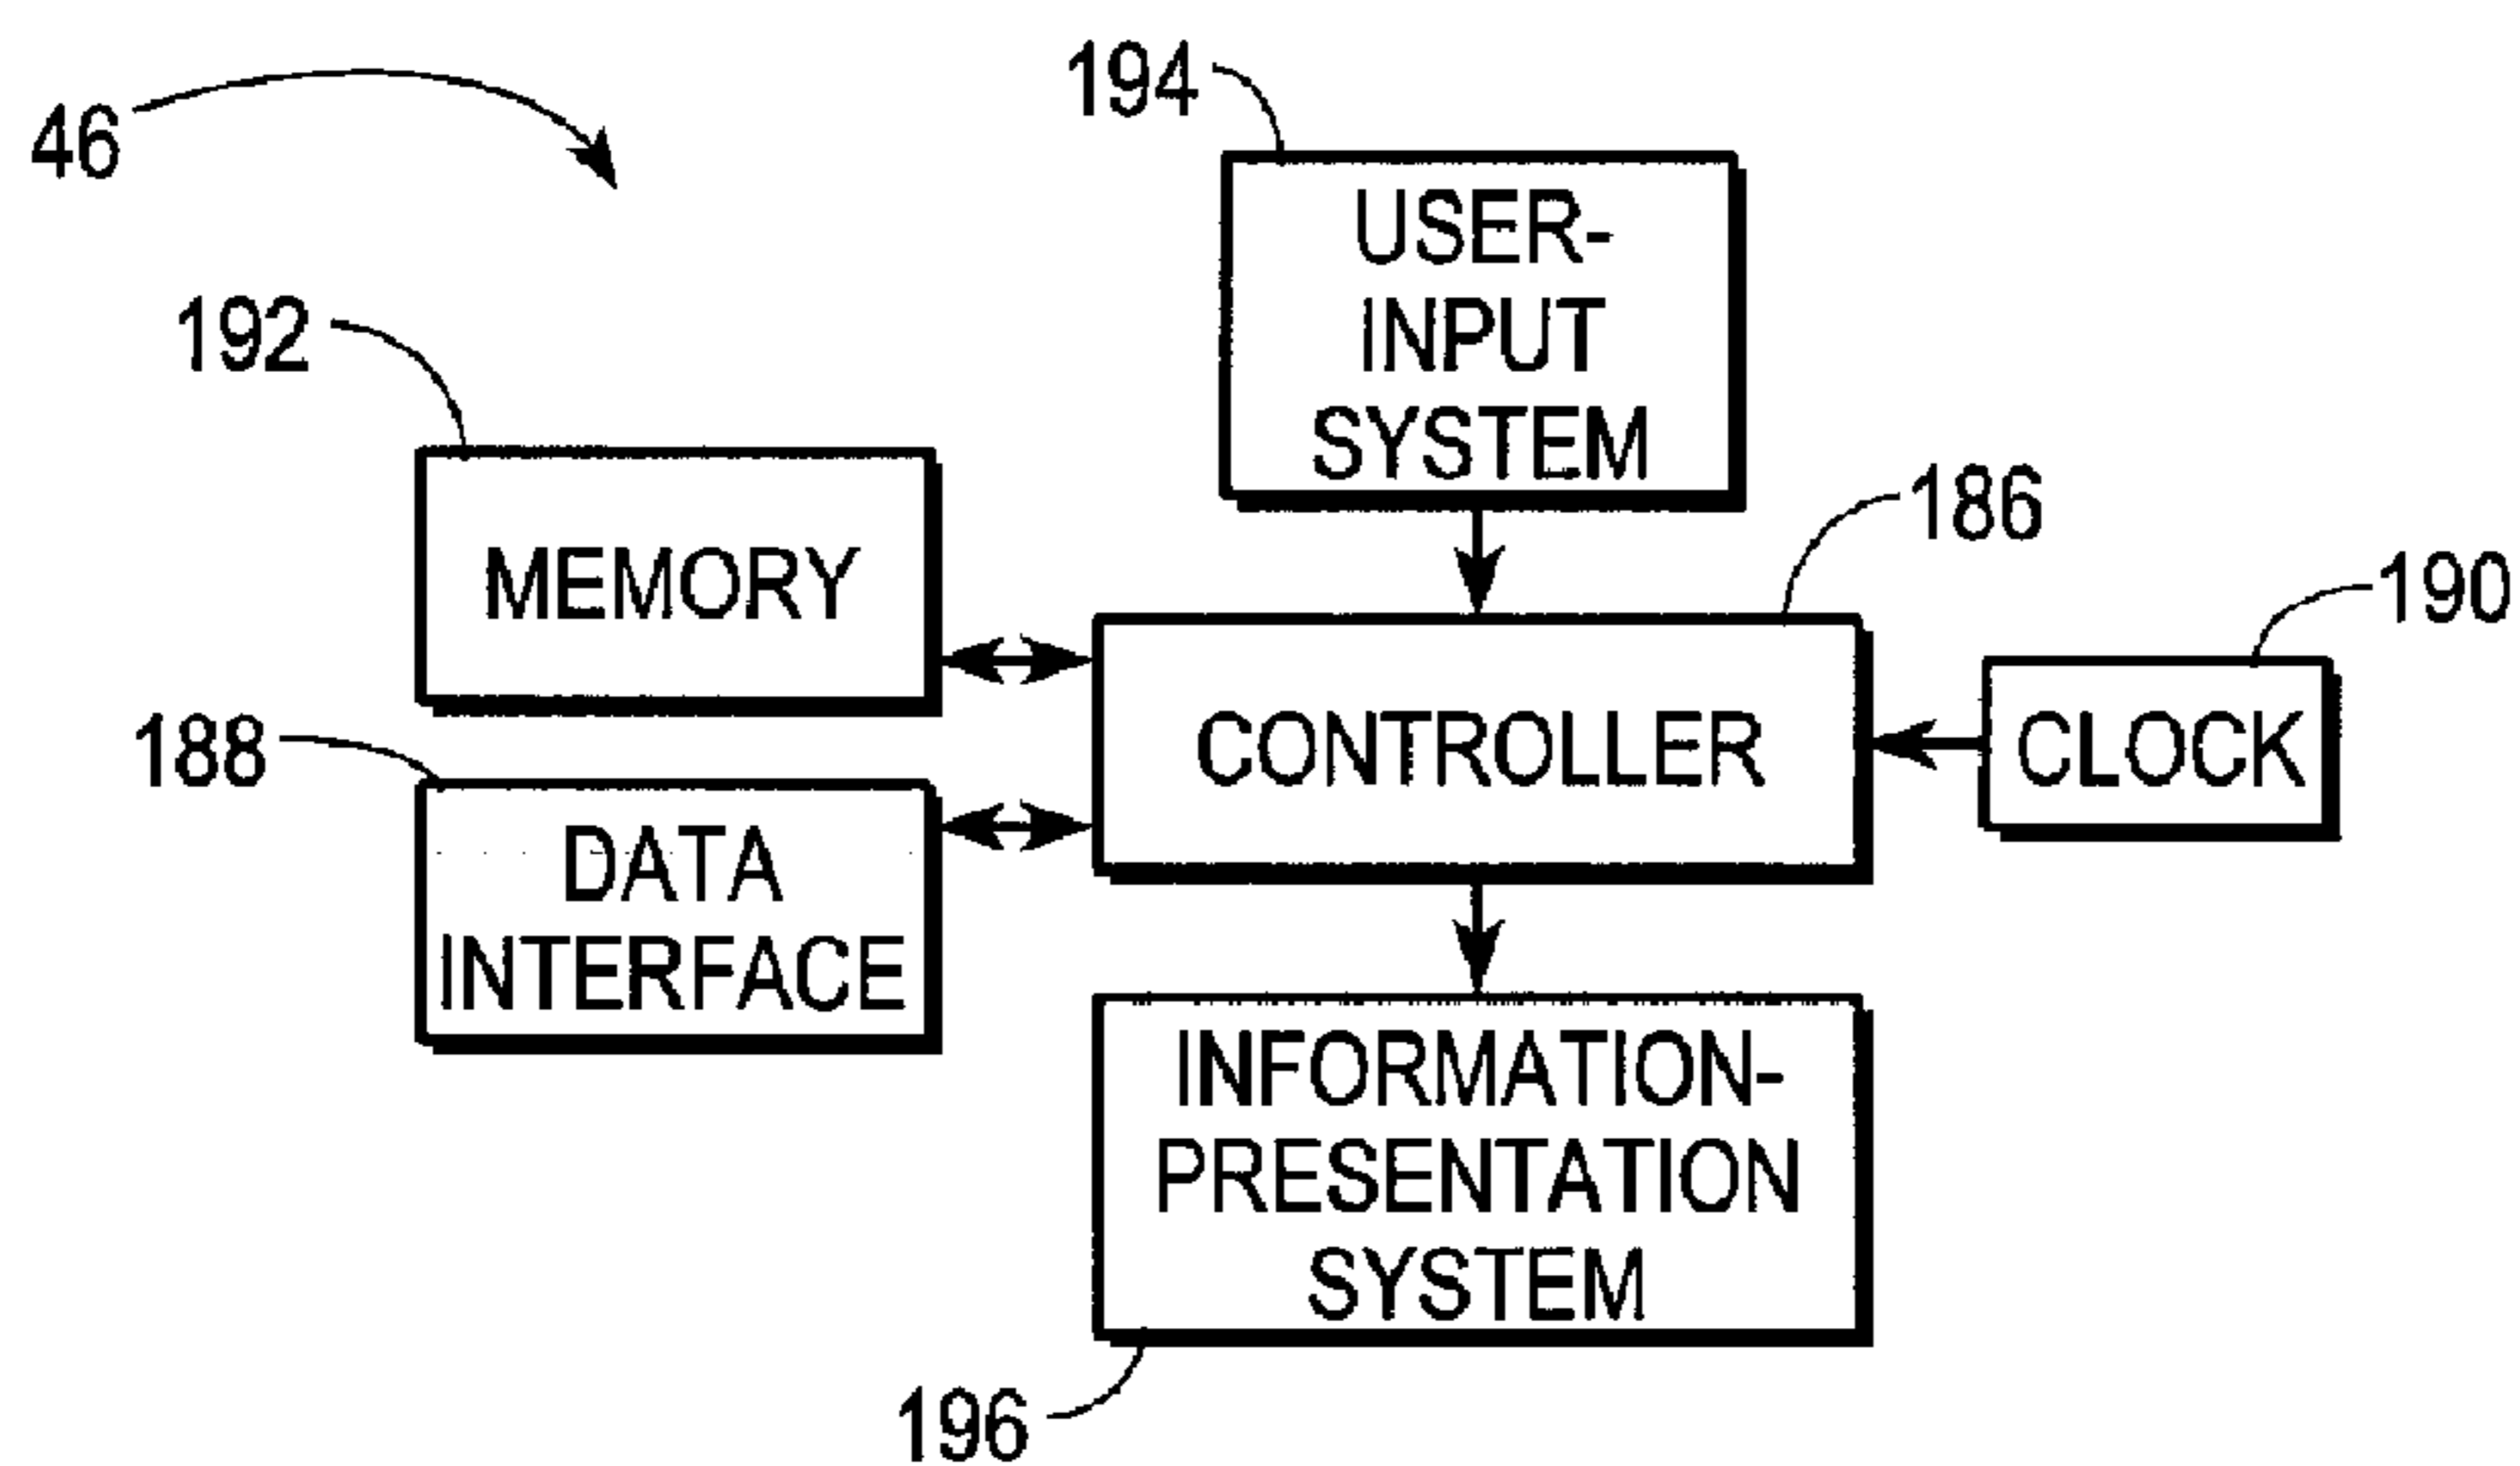 194
46
USER-
INPUT
SYSTEM
192
186
190
MEMORY
CONTROLLER
CLOCK
188
DATA
INTERFACE
INFORMATION-
PRESENTATION
SYSTEM
196